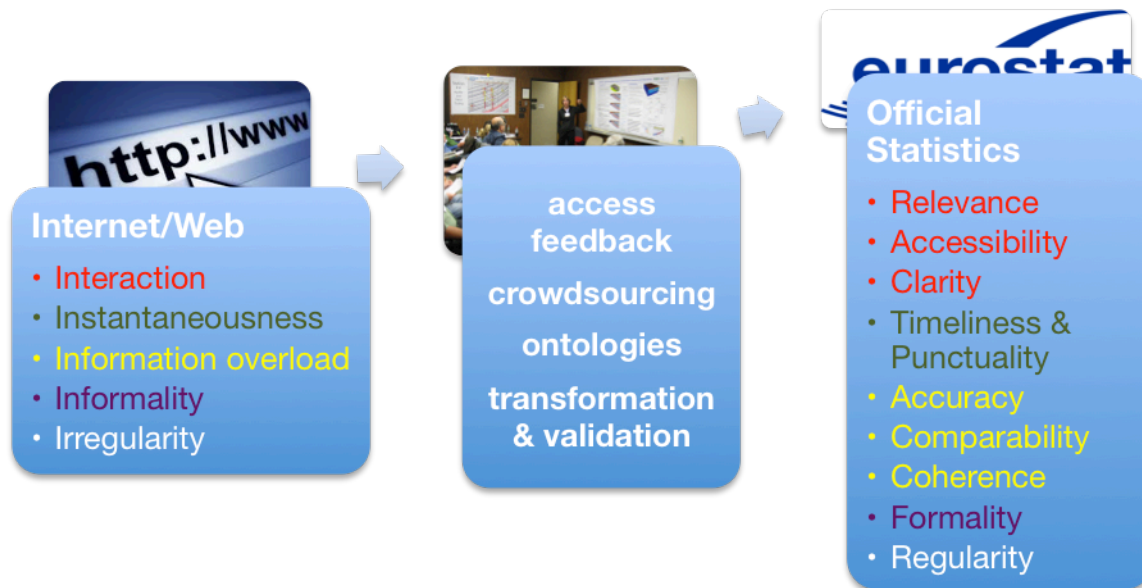 http://www
Internet/Web
• Interaction
• Instantaneousness
• Information overload
• Informality
• Irregularity
access
feedback
crowdsourcing
ontologies
transformation
& validation
eurostat
Official
Statistics
• Relevance
• Accessibility
• Clarity
• Timeliness &
Punctuality
• Accuracy
• Comparability
• Coherence
• Formality
• Regularity